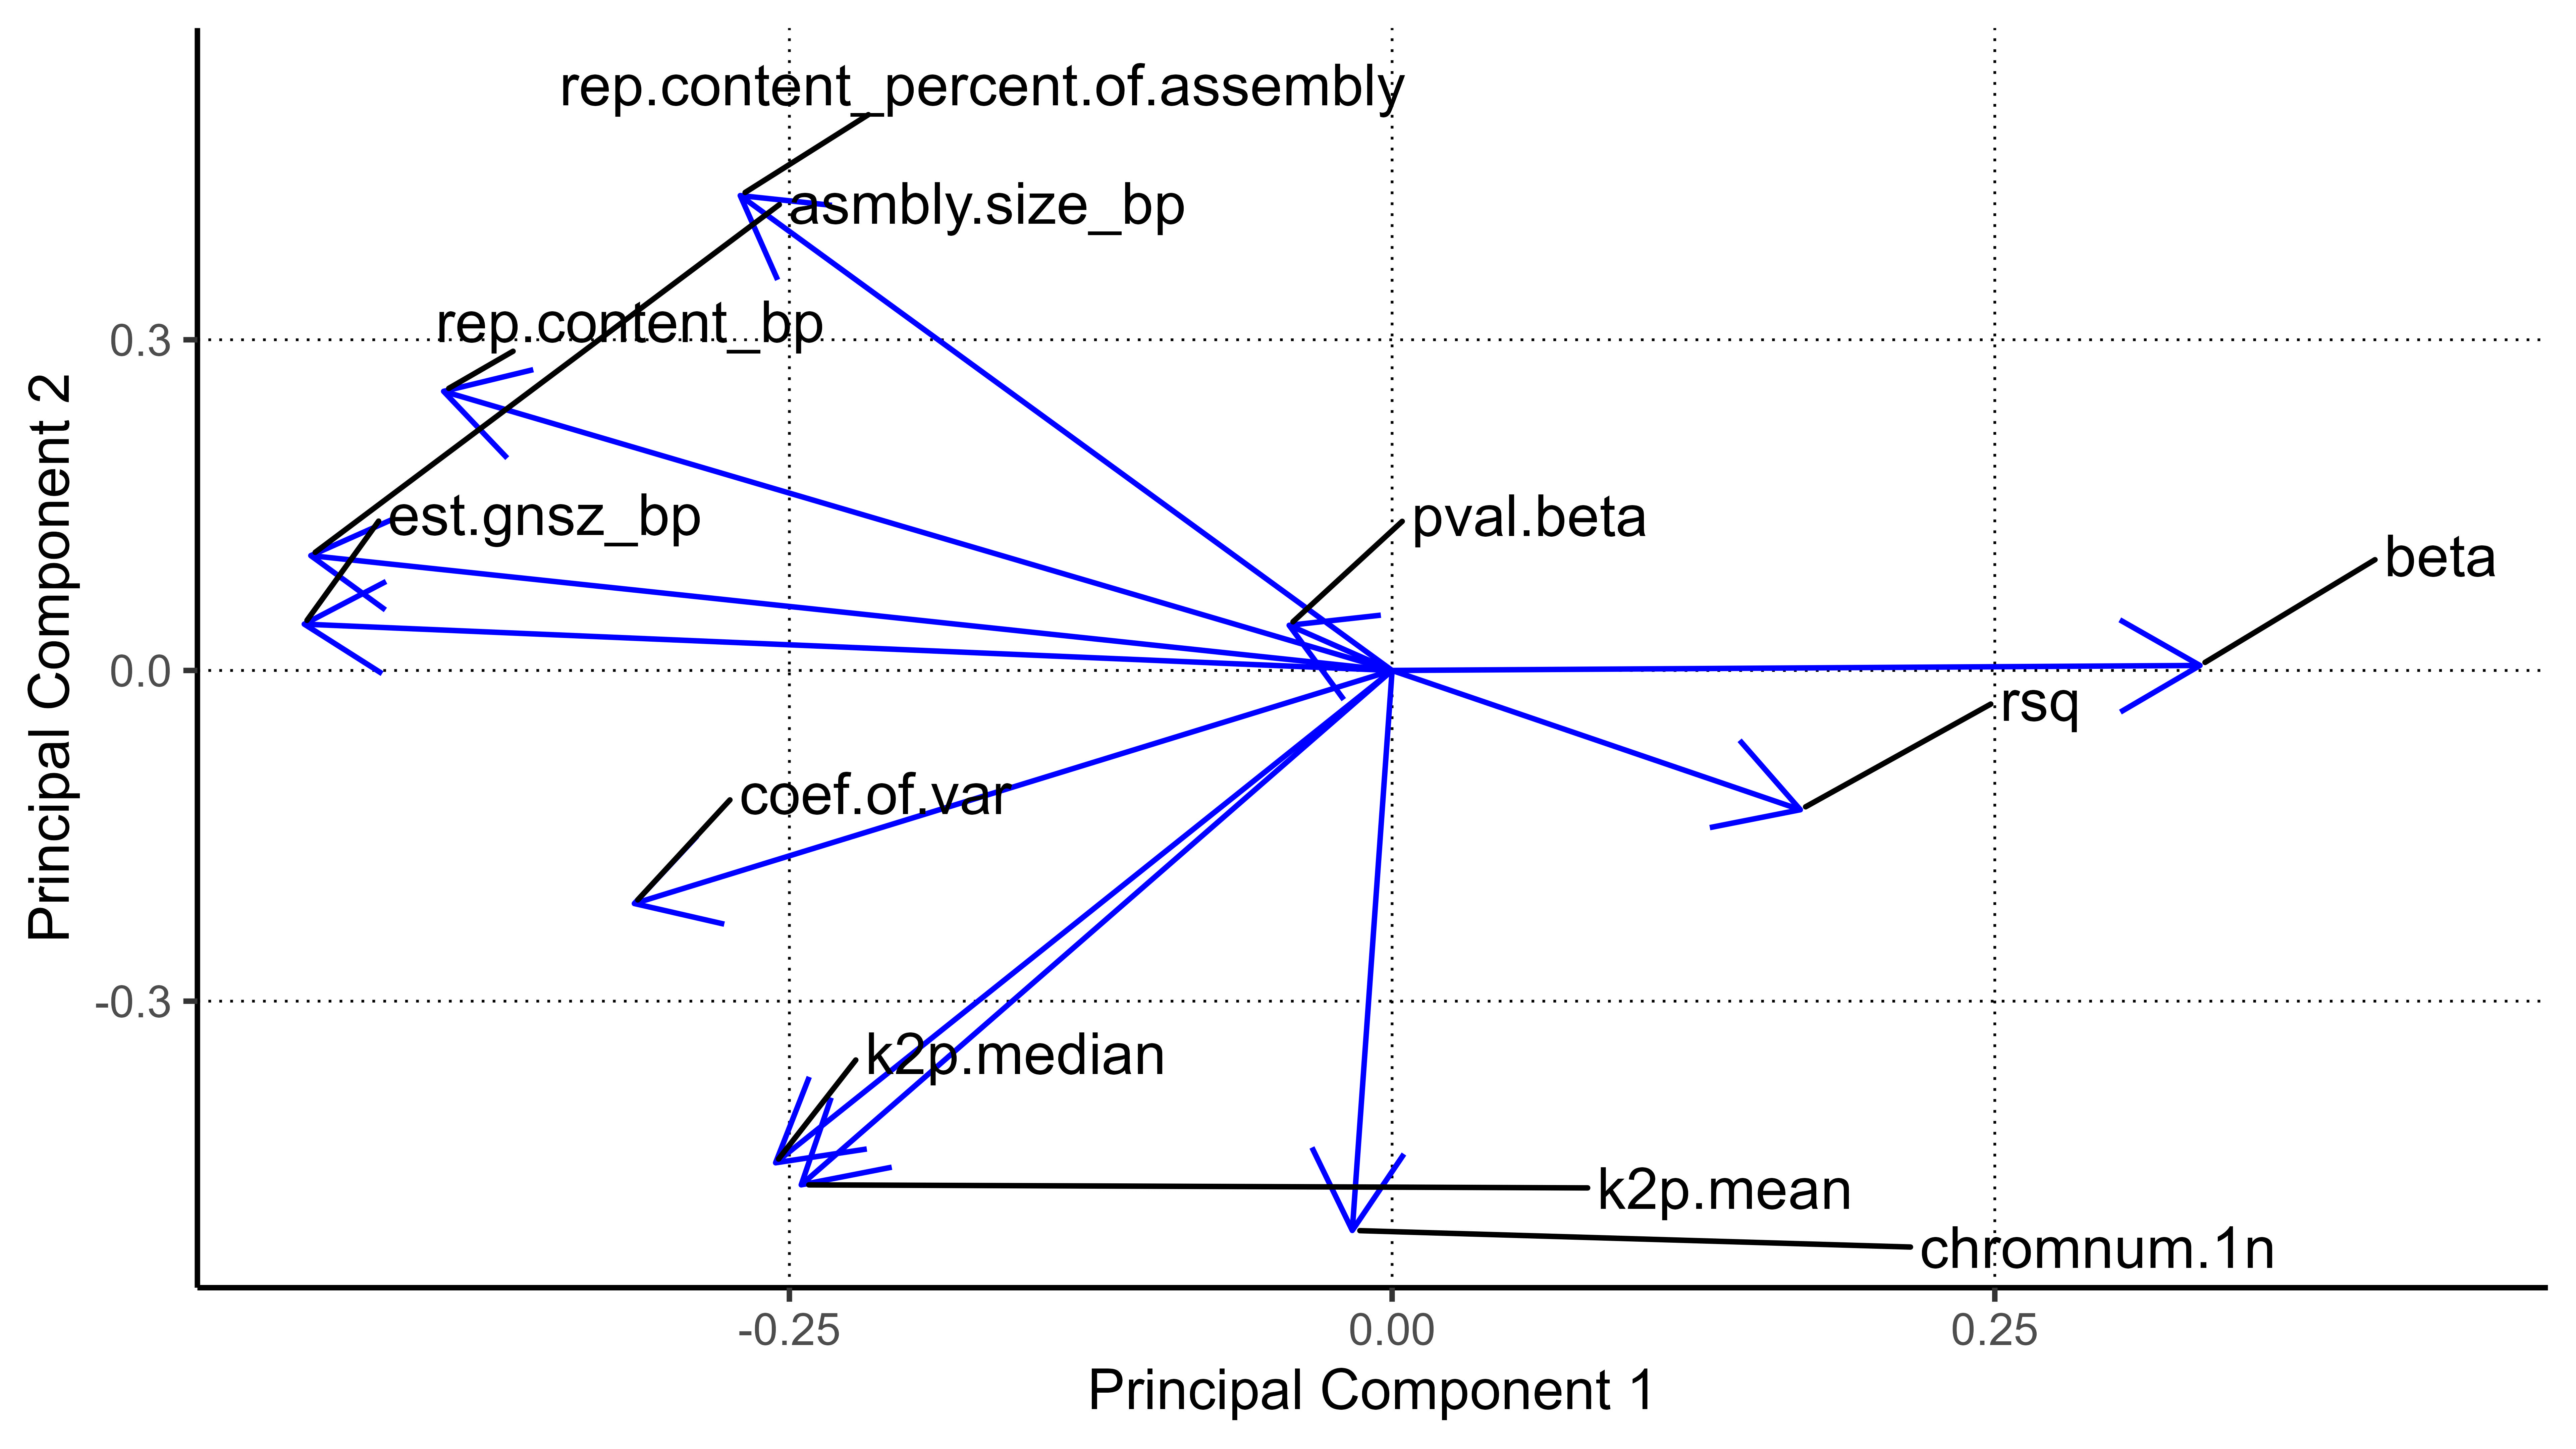 rep.content_percent.of.assembly
asmbly.size_bp
rep.content_bp
0.3
est.gnsz_bp
pval.beta
beta
0.0
rsq
coef.of.var
-0.3
k2p.median
k2p.mean
chromnum.1n
-0.25
0.00
0.25
Principal Component 1
Principal Component 2